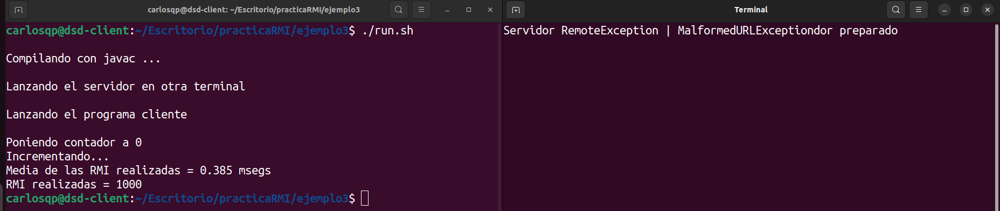 carlosqp@dsd-client: ~/Escritorio/practicaRMI/ejemplo3
carlosqp@dsd-client:~/Escritorio/practicaRMI/ejemplo3$ ./run.sh
Compilando con javac ...
Lanzando el servidor en otra terminal
Lanzando el programa cliente
Poniendo contador a 0
Incrementando...
Media de las RMI realizadas = 0.385 msegs
RMI realizadas = 1000
carlosqp@dsd-client:~/Escritorio/practicaRMI/ejemplo3$
Terminal
Servidor RemoteException | MalformedURLExceptiondor preparado